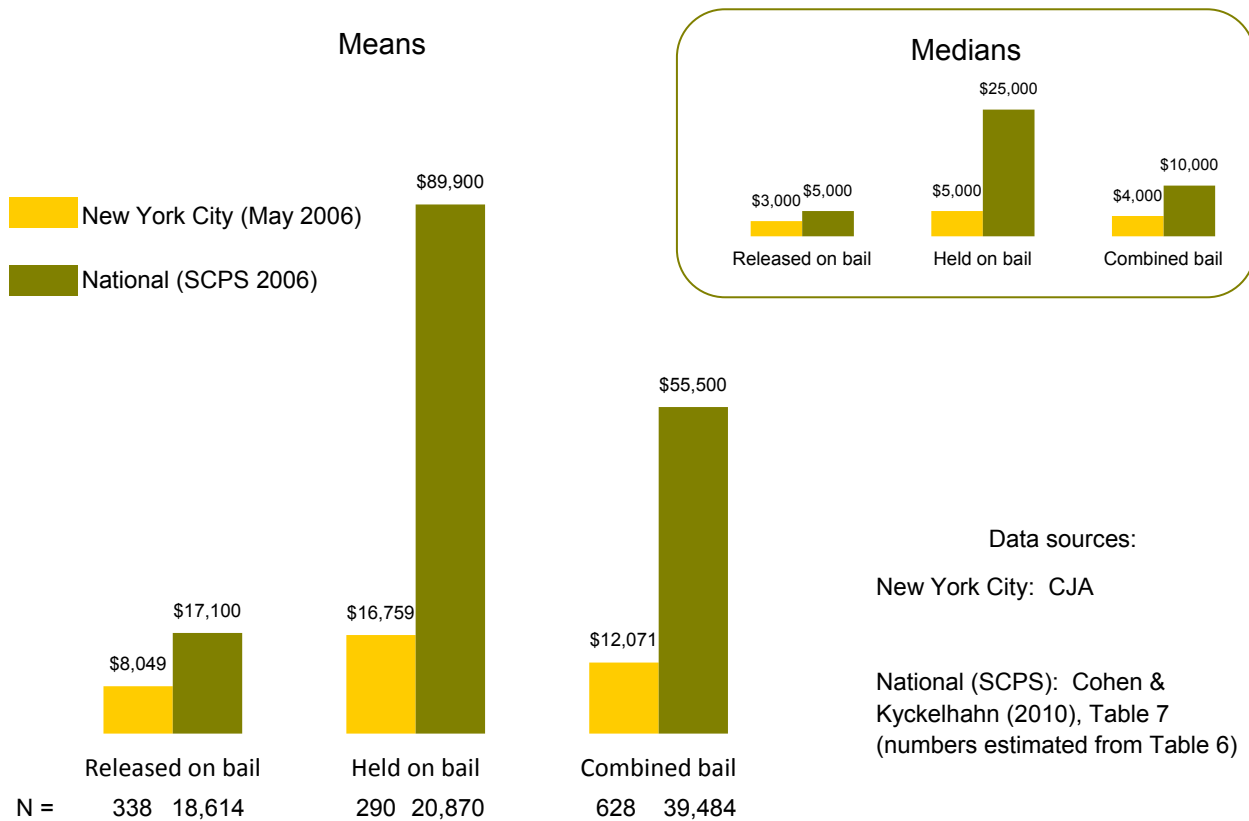 Means
New York City (May 2006)
National (SCPS 2006)
$8,049
$17,100
$16,759
$89,900
$12,071
$55,500
Released on bail Held on bail Combined bail
N = 338 18,614 290 20,870 628 39,484
Medians
$3,000
$5,000
$5,000
$25,000
$4,000
$10,000
Released on bail Held on bail Combined bail
Data sources:
New York City: CJA
National (SCPS): Cohen &
Kyckelhahn (2010), Table 7
(numbers estimated from Table 6)